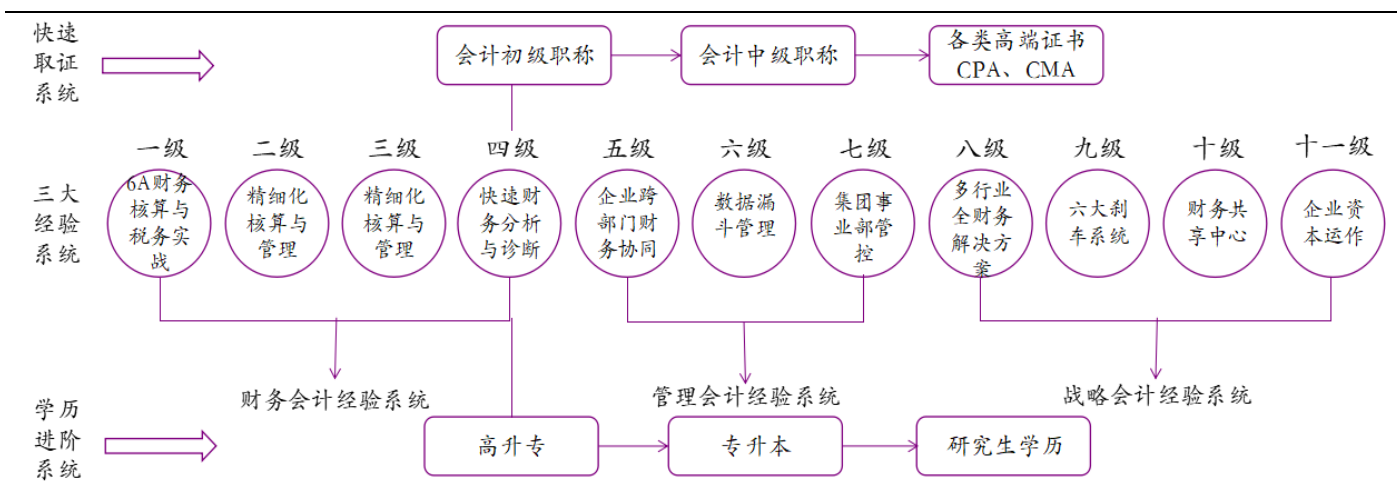 快速
取证
系统
会计初级职称
会计中级职称
各类高端证书
CPA、CMA
一级
二级
三级
四级
五级
六级
七级
八级
九级
十级
十一级
三大
经验
系统
6A财务
核算与
税务实
战
精细化
核算与
管理
精细化
核算与
管理
快速财
务分析
与诊断
企业跨
部门财
务协同
数据漏
斗管理
集团事
业部管
控
多行业
全财务
解决方
案
六大刹
车系统
财务共
享中心
企业资
本运作
财务会计经验系统
管理会计经验系统
战略会计经验系统
学历
进阶
系统
高升专
专升本
研究生学历